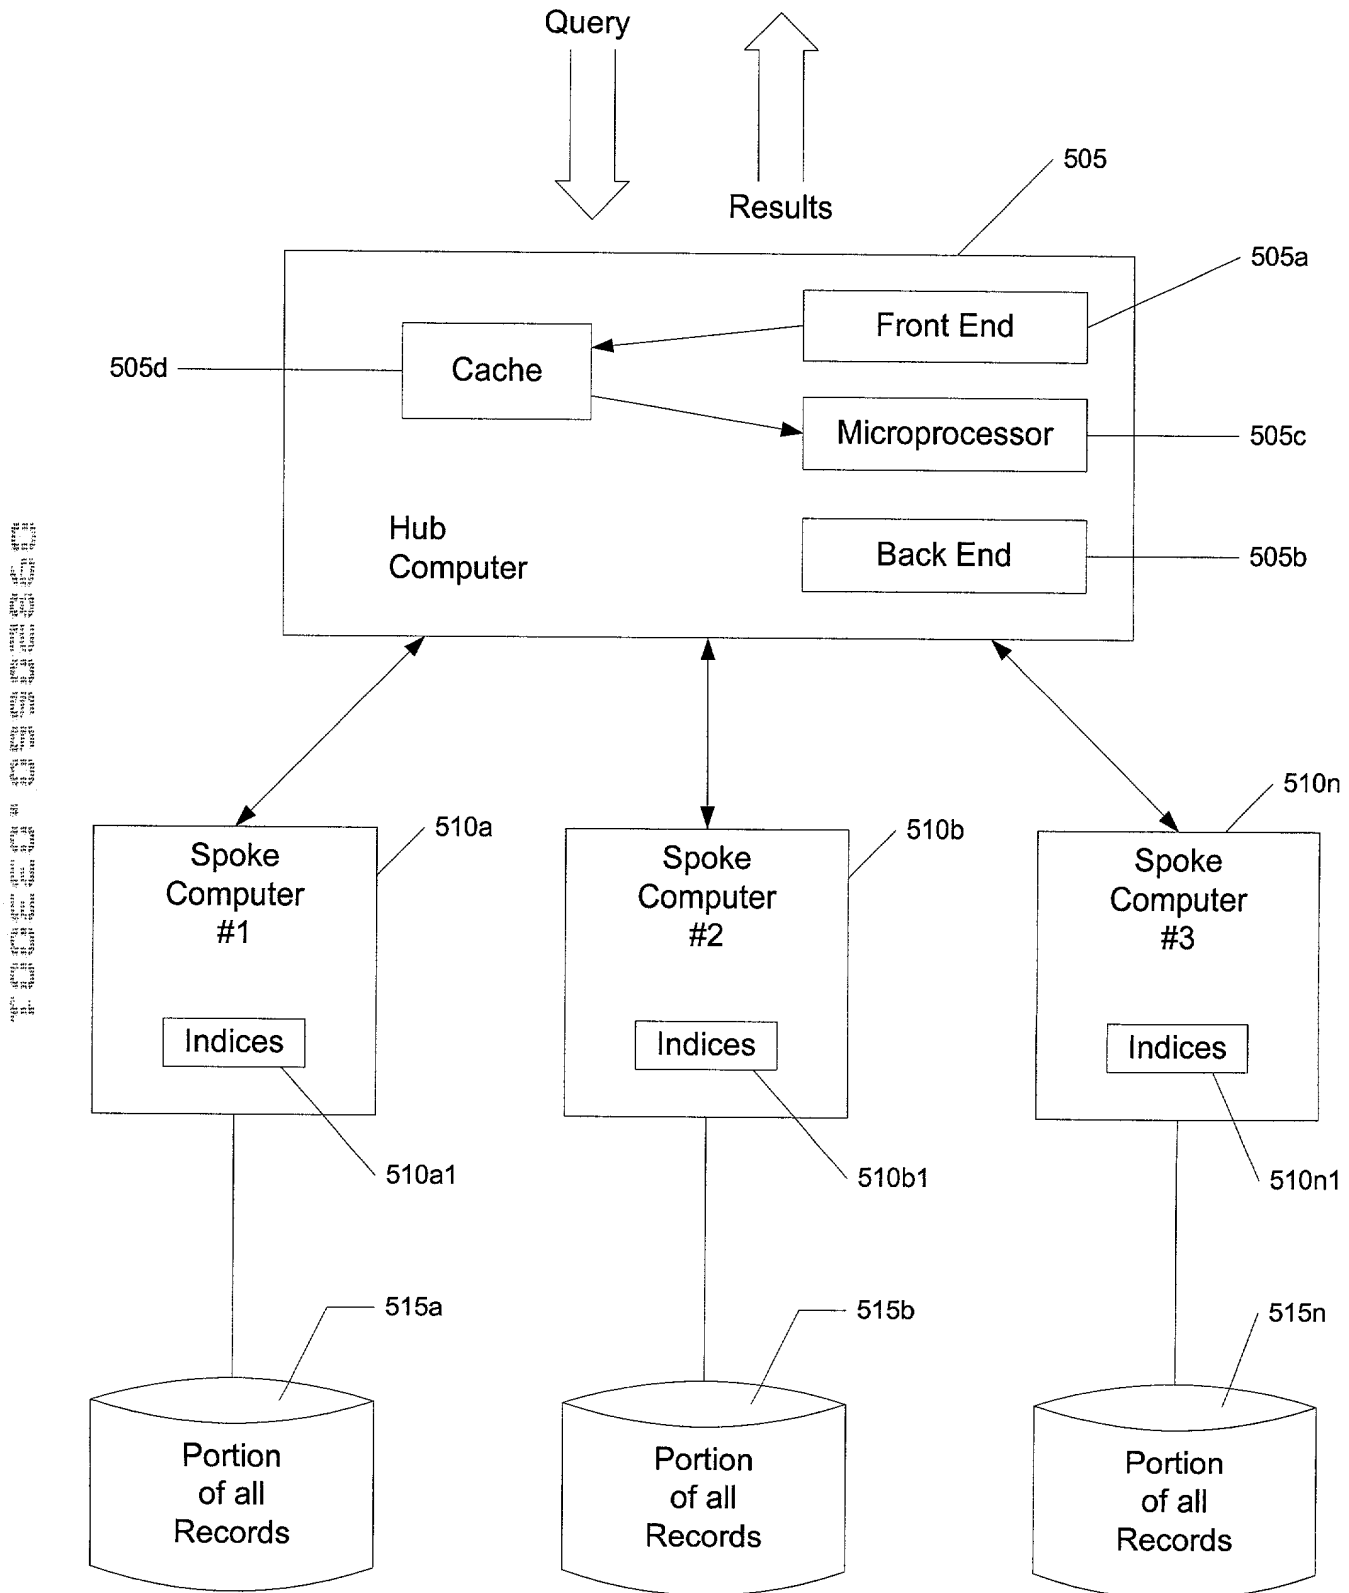 Query
Results
505
505a
Front End
505d
Cache
Microprocessor
505c
Hub
Computer
Back End
505b
510a
510b
510n
Spoke
Computer
#1
Spoke
Computer
#2
Spoke
Computer
#3
Indices
Indices
Indices
510a1
510b1
510n1
515a
515b
515n
Portion
of all
Records
Portion
of all
Records
Portion
of all
Records